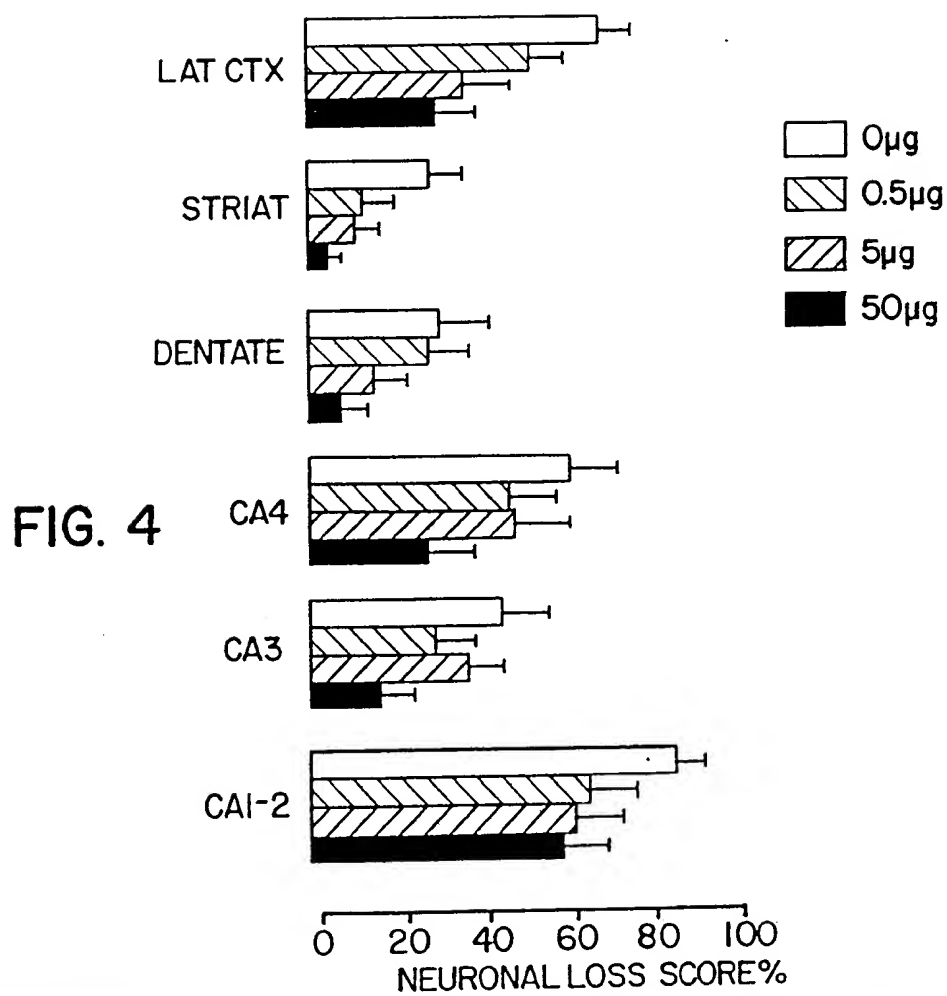 LAT CTX
STRIAT
DENTATE
CA4
CA3
CA1-2
FIG. 4
0µg
0.5µg
5µg
50µg
0 20 40 60 80 100
NEURONAL LOSS SCORE%